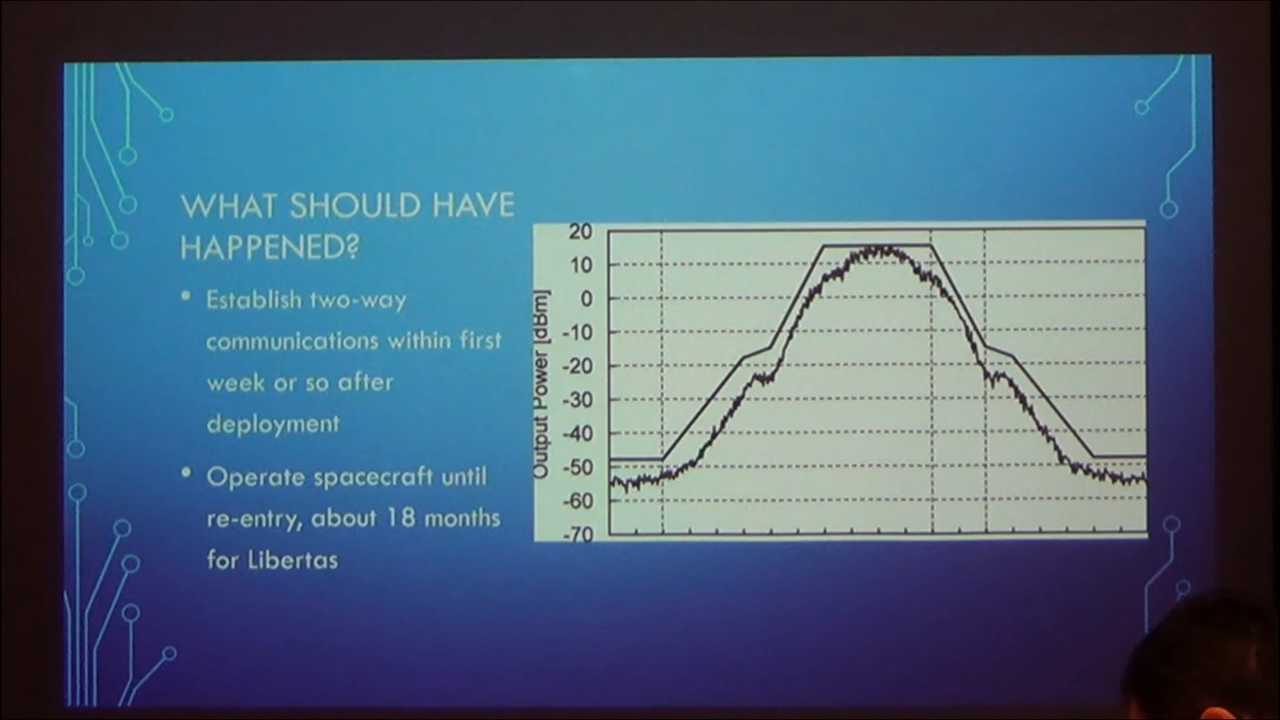 WHAT SHOULD HAVE
HAPPENED?
• Establish two-way
communications within first
week or so after
deployment
• Operate spacecraft until
re-entry, about 18 months
for Libertas
Output Power [dBm]
20
10
0
-10
-20
-30
-40
-50
-60
-70